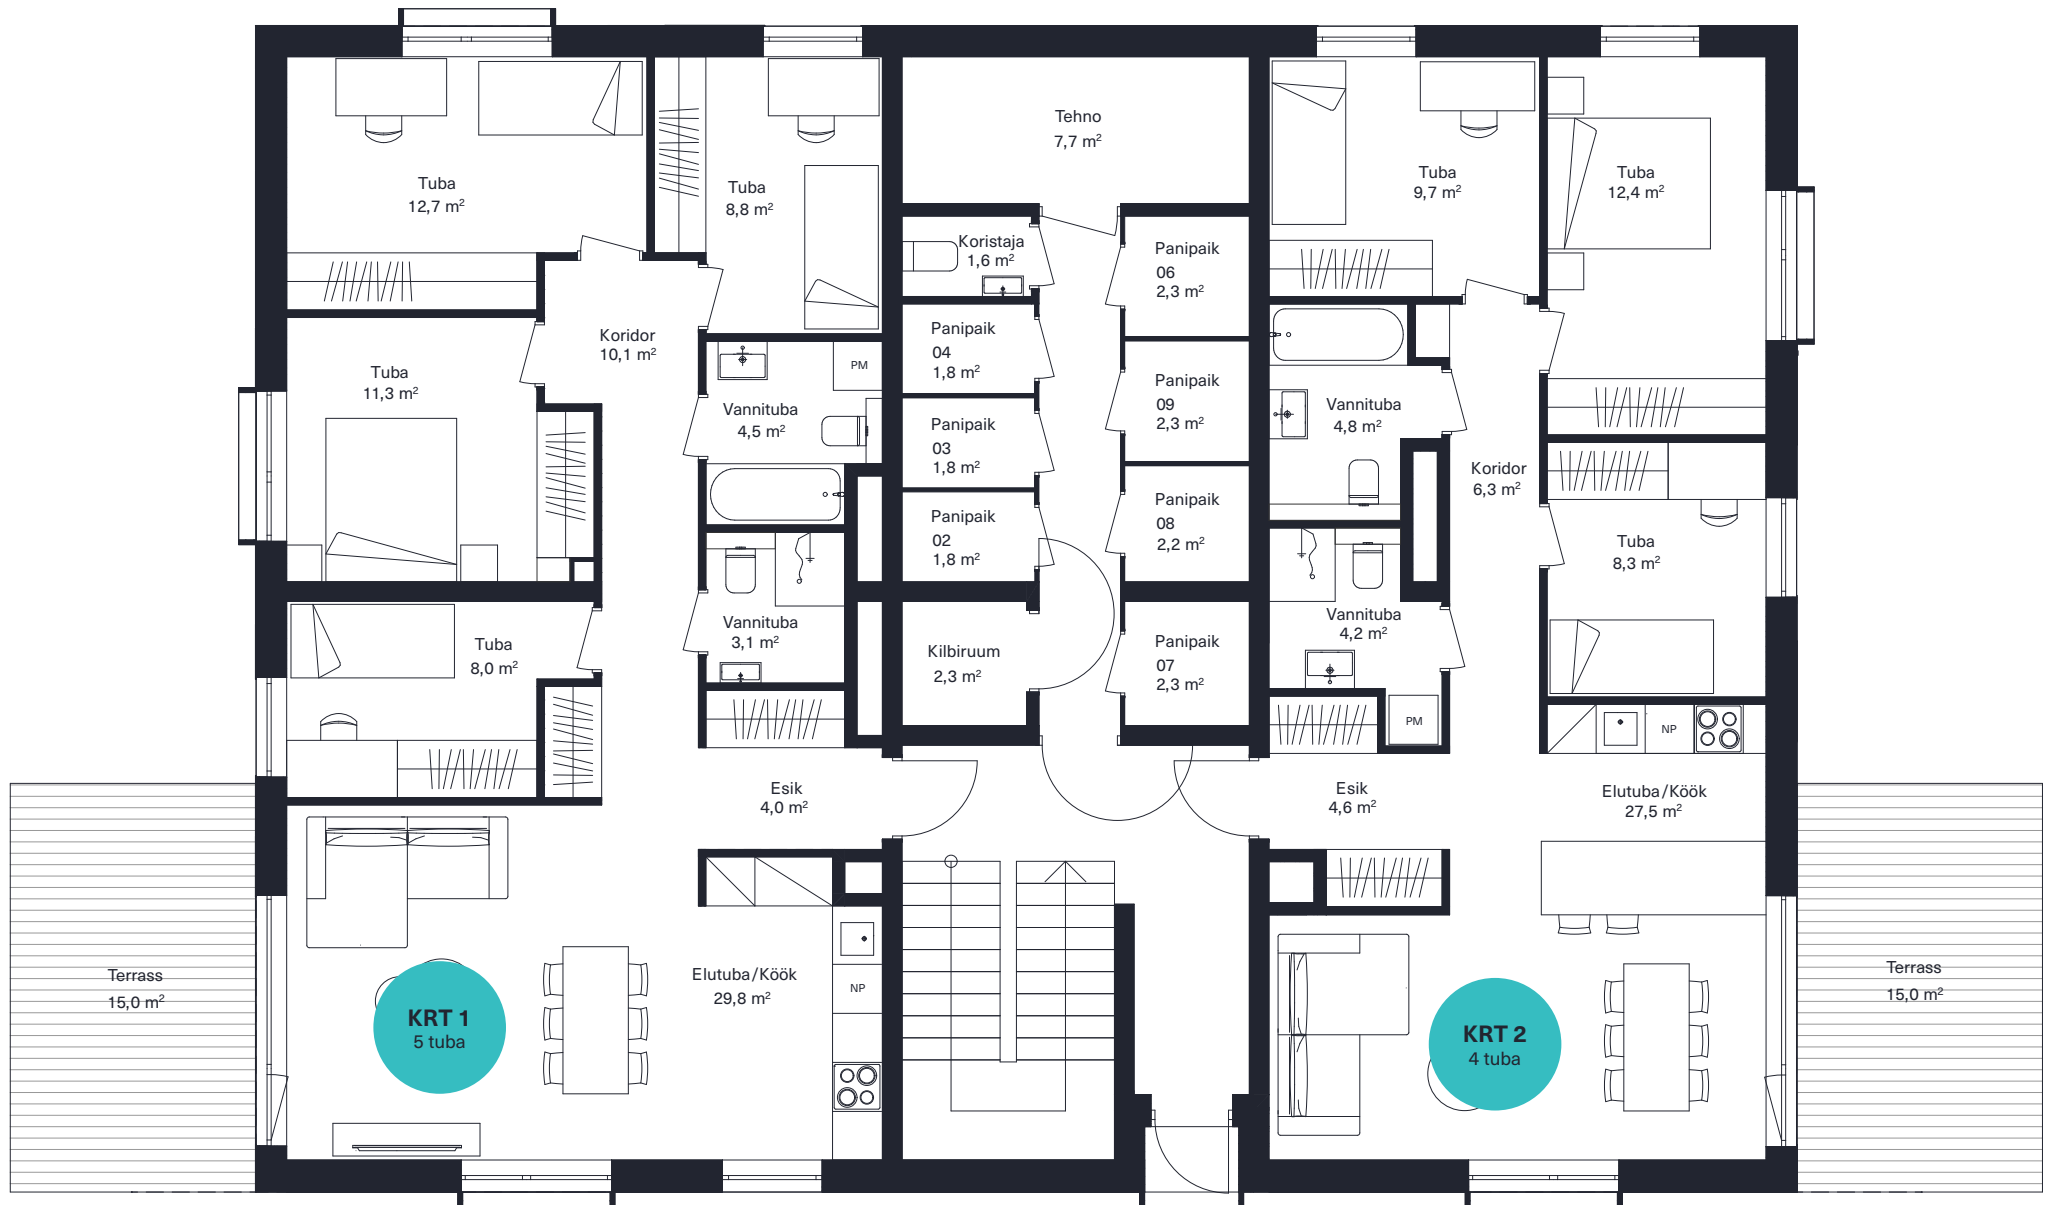 Tuba
12,7 m²
Tuba
8,8 m²
Tehno
7,7 m²
Tuba
9,7 m²
Tuba
12,4 m²
Koristaja
1,6 m²
Panipaik
06
2,3 m²
Koridor
10,1 m²
Panipaik
04
1,8 m²
Tuba
11,3 m²
PM
Vannituba
4,5 m²
Panipaik
09
2,3 m²
Vannituba
4,8 m²
Panipaik
03
1,8 m²
Koridor
6,3 m²
Panipaik
02
1,8 m²
Panipaik
08
2,2 m²
Tuba
8,3 m²
Vannituba
3,1 m²
Vannituba
4,2 m²
Tuba
8,0 m²
Kilbiruum
2,3 m²
Panipaik
07
2,3 m²
PM
NP
Esik
4,0 m²
Esik
4,6 m²
Elutuba/Köök
27,5 m²
Terrass
15,0 m²
Elutuba/Köök
29,8 m²
NP
Terrass
15,0 m²
KRT 1
5 tuba
KRT 2
4 tuba